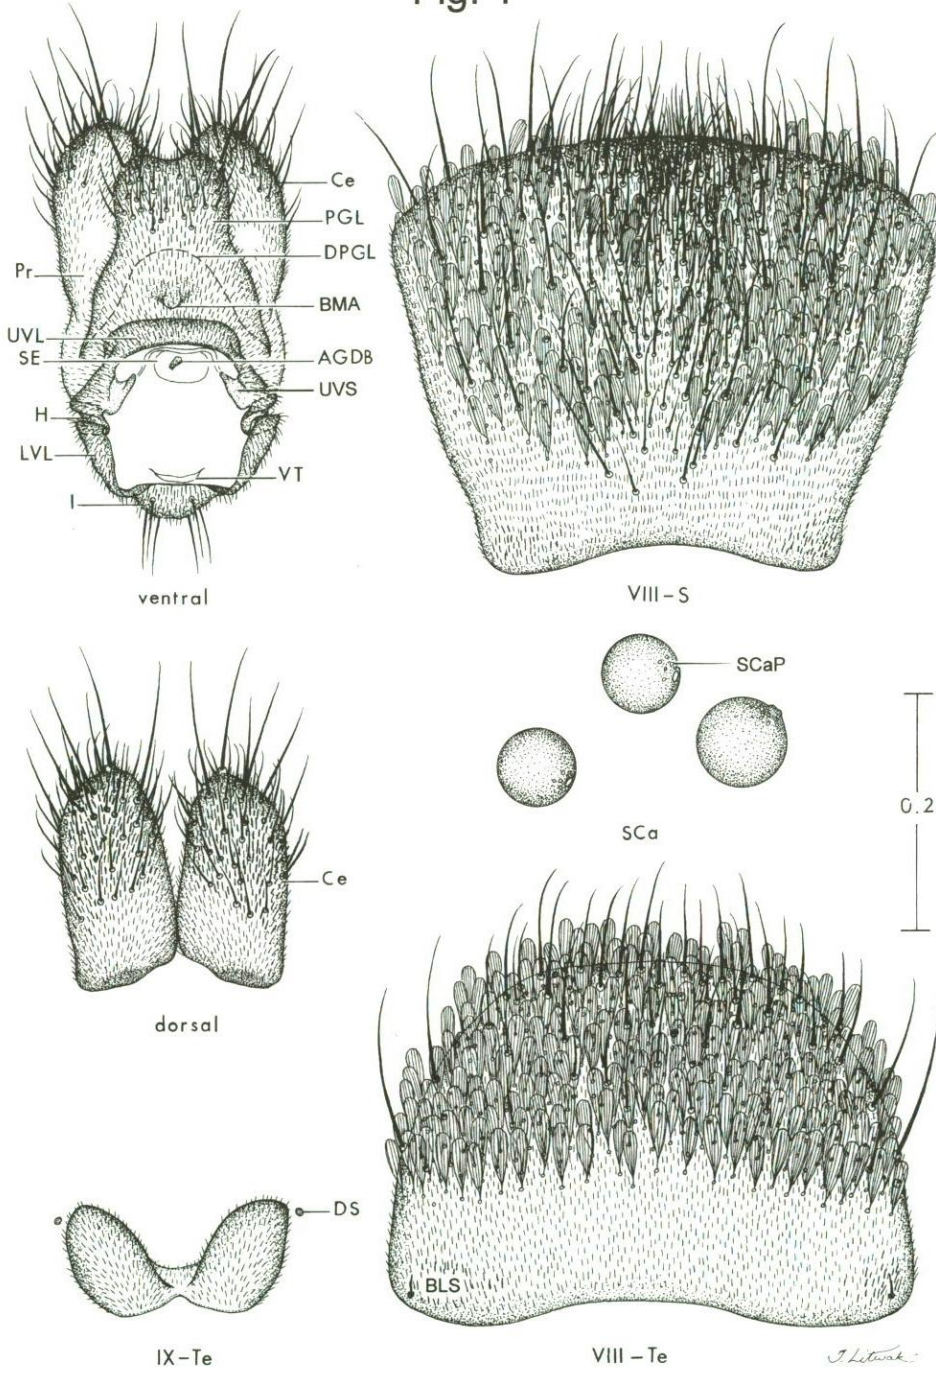 Ce
PGL
DPGL
Pr
BMA
UVL
SE
AGDB
UVS
H
LVL
VT
I
ventral
VIII-S
SCaP
SCa
0.2
Ce
dorsal
DS
BLS
IX-Te
VIII-Te
J. Litwak